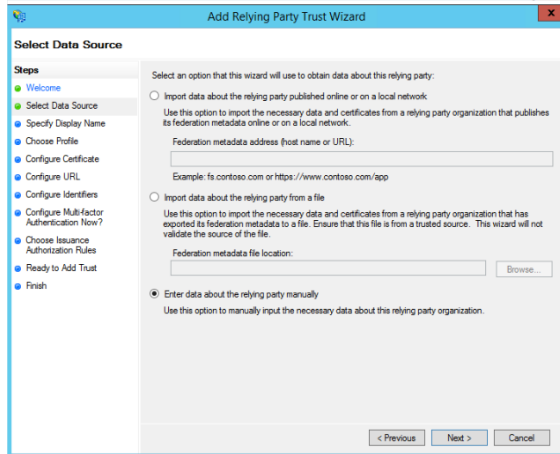 Add Relying Party Trust Wizard
x
Select Data Source
Steps
Welcome
Select Data Source
Specify Display Name
Choose Profile
Configure Certificate
Configure URL
Configure Identifiers
Configure Multi-factor
Authentication Now?
Choose Issuance
Authorization Rules
Ready to Add Trust
Finish
Select an option that this wizard will use to obtain data about this relying party:
Import data about the relying party published online or on a local network
Use this option to import the necessary data and certificates from a relying party organization that publishes
its federation metadata online or on a local network.
Federation metadata address (host name or URL):
Example: fs.contoso.com or https://www.contoso.com/app
Import data about the relying party from a file
Use this option to import the necessary data and certificates from a relying party organization that has
exported its federation metadata to a file. Ensure that this file is from a trusted source. This wizard will not
validate the source of the file.
Federation metadata file location:
Browse...
Enter data about the relying party manually
Use this option to manually input the necessary data about this relying party organization.
< Previous
Next >
Cancel